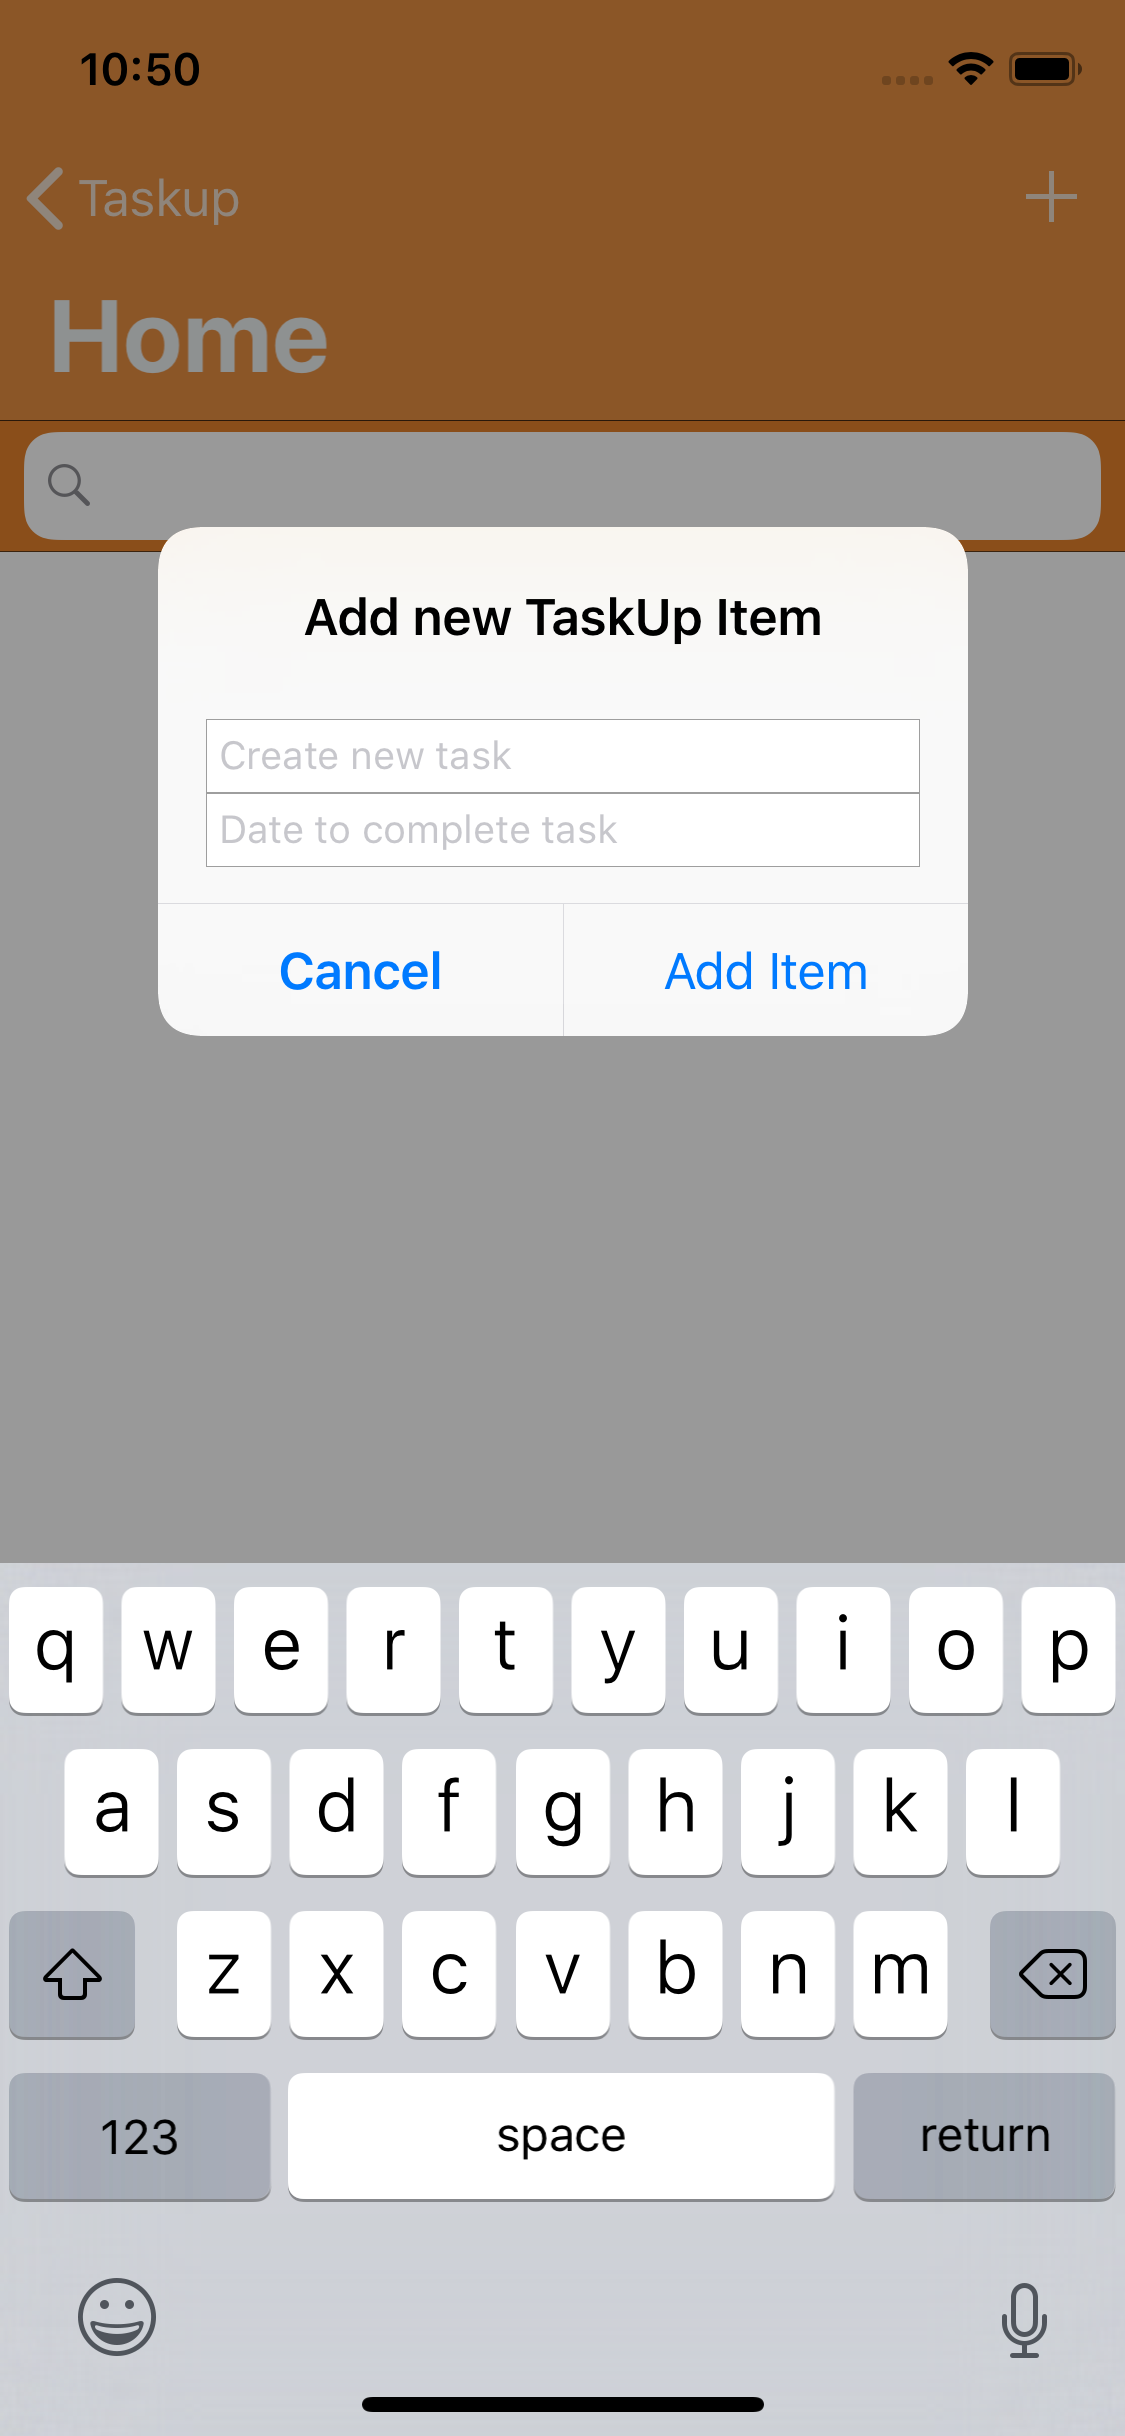 10:50
Taskup
Home
Add new TaskUp Item
Create new task
Date to complete task
Cancel Add Item
q w e r t y u i o p
a s d f g h j k l
z x c v b n m
123 space return